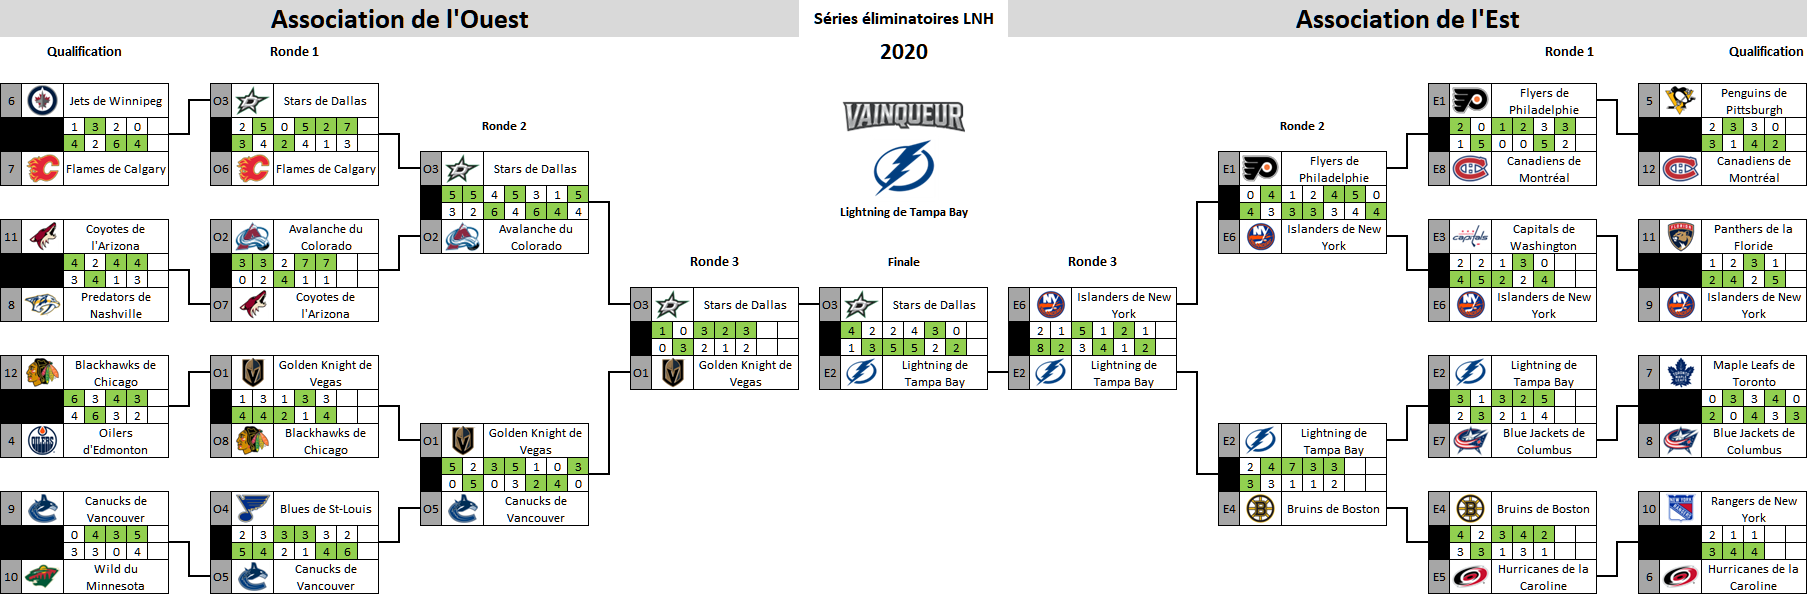 Association de l'Ouest
Séries éliminatoires LNH
2020
Association de l'Est
Qualification
6 Jets de Winnipeg
1 3 2 0
4 2 6 4
7 Flames de Calgary
11 Coyotes de
l'Arizona
4 2 4 4
3 4 1 3
8 Predators de
Nashville
12 Blackhawks de
Chicago
6 3 4 3
4 6 3 2
4 OILERS Oilers
d'Edmonton
9 Canucks de
Vancouver
0 4 3 5
3 3 0 4
10 Wild du
Minnesota
Ronde 1
O3 Stars de Dallas
2 5 0 5 2 7
3 4 2 4 1 3
O6 Flames de Calgary
O2 Avalanche du
Colorado
3 3 2 7 7
0 2 4 1 1
O7 Coyotes de
l'Arizona
O1 Golden Knight de
Vegas
1 3 1 3 3
4 4 2 1 4
O8 Blackhawks de
Chicago
O4 Blues de St-Louis
2 3 3 3 3 2
5 4 2 1 4 6
O5 Canucks de
Vancouver
Ronde 2
O3 Stars de Dallas
5 5 4 5 3 1 5
3 2 6 4 6 4 4
O2 Avalanche du
Colorado
O1 Golden Knight de
Vegas
5 2 3 5 1 0 3
0 5 0 3 2 4 0
O5 Canucks de
Vancouver
Ronde 3
O3 Stars de Dallas
1 0 3 2 3
0 3 2 1 2
O1 Golden Knight de
Vegas
VAINQUEUR
Lightning de Tampa Bay
Finale
O3 Stars de Dallas
4 2 2 4 3 0
1 3 5 5 2 2
E2 Lightning de
Tampa Bay
Ronde 3
E6 Islanders de New
York
2 1 5 1 2 1
8 2 3 4 1 2
E2 Lightning de
Tampa Bay
Ronde 2
E1 Flyers de
Philadelphie
0 4 1 2 4 5 0
4 3 3 3 3 4 4
E6 Islanders de New
York
E2 Lightning de
Tampa Bay
2 4 7 3 3
3 3 1 1 2
E4 Bruins de Boston
Ronde 1
E1 Flyers de
Philadelphie
2 0 1 2 3 3
1 5 0 0 5 2
E8 Canadiens de
Montréal
E3 capitals Capitals de
Washington
2 2 1 3 0
4 5 2 2 4
E6 Islanders de New
York
E2 Lightning de
Tampa Bay
3 1 3 2 5
2 3 2 1 4
E7 Blue Jackets de
Columbus
E4 Bruins de Boston
4 2 3 4 2
3 3 1 3 1
E5 Hurricanes de la
Caroline
Qualification
5 Penguins de
Pittsburgh
2 3 3 0
3 1 4 2
12 Canadiens de
Montréal
11 FLORIDA Panthers de la
Floride
1 2 3 1
2 4 2 5
9 Islanders de New
York
7 Maple Leafs de
Toronto
0 3 3 4 0
2 0 4 3 3
8 Blue Jackets de
Columbus
10 Rangers de New
York
2 1 1
3 4 4
6 Hurricanes de la
Caroline